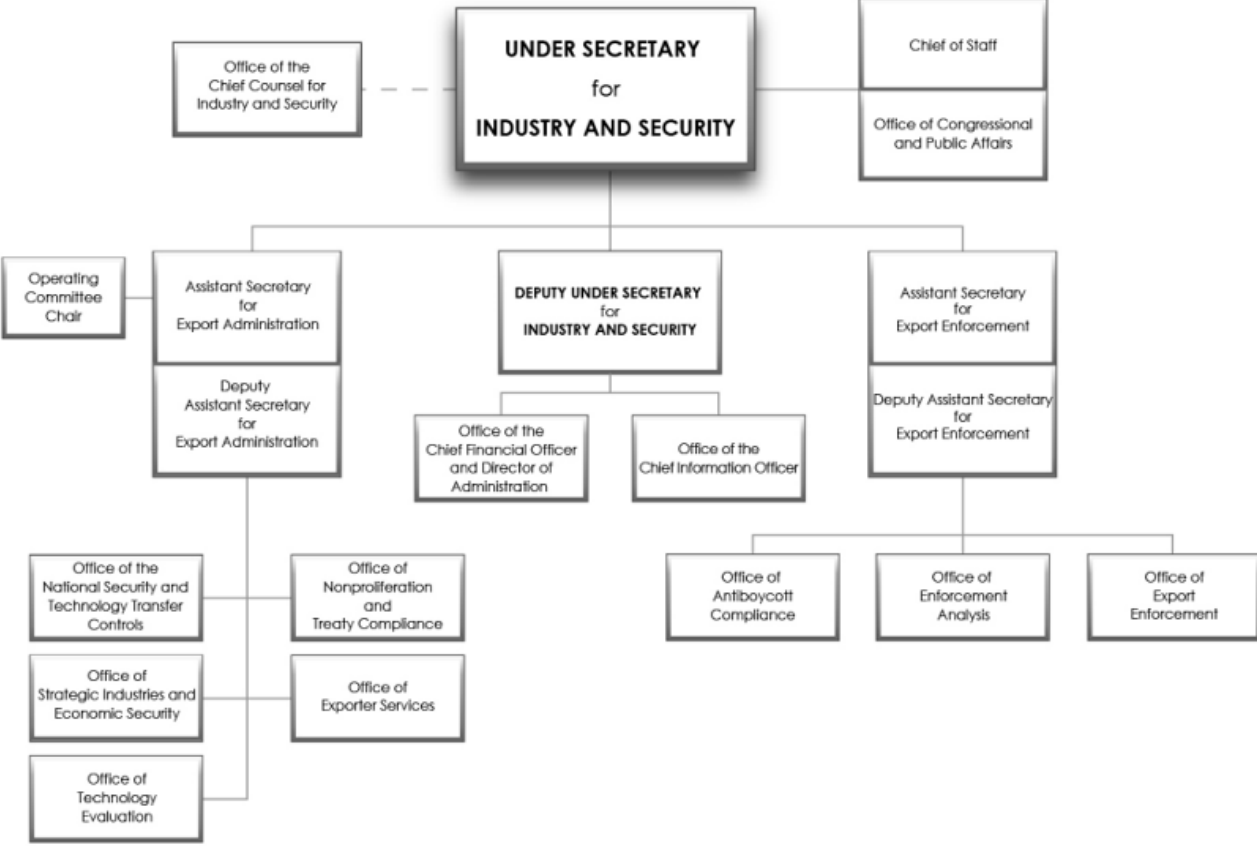 Office of the
Chief Counsel for
Industry and Security
UNDER SECRETARY
for
INDUSTRY AND SECURITY
Chief of Staff
Office of Congressional
and Public Affairs
Operating
Committee
Chair
Assistant Secretary
for
Export Administration
Deputy
Assistant Secretary
for
Export Administration
DEPUTY UNDER SECRETARY
for
INDUSTRY AND SECURITY
Assistant Secretary
for
Export Enforcement
Deputy Assistant Secretary
for
Export Enforcement
Office of the
Chief Financial Officer
and Director of
Administration
Office of the
Chief Information Officer
Office of the
National Security and
Technology Transfer
Controls
Office of
Nonproliferation
and
Treaty Compliance
Office of
Strategic Industries and
Economic Security
Office of
Exporter Services
Office of
Technology
Evaluation
Office of
Antiboycott
Compliance
Office of
Enforcement
Analysis
Office of
Export
Enforcement